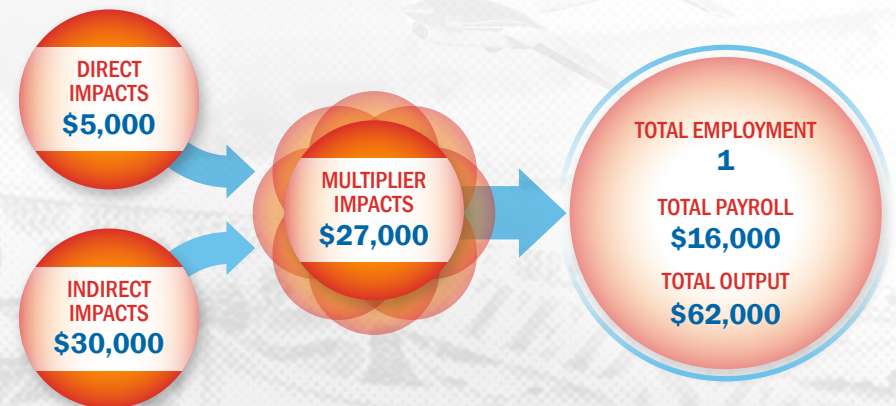 DIRECT
IMPACTS
$5,000
INDIRECT
IMPACTS
$30,000
MULTIPLIER
IMPACTS
$27,000
TOTAL EMPLOYMENT
1
TOTAL PAYROLL
$16,000
TOTAL OUTPUT
$62,000